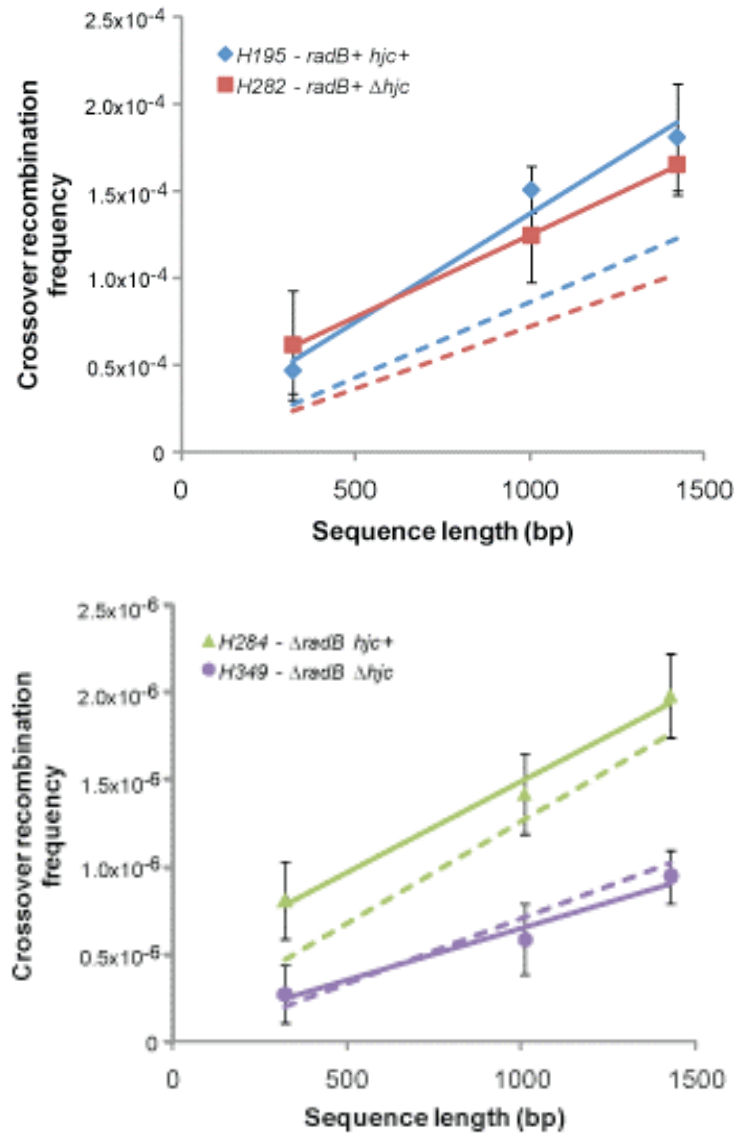 2.5x10⁻⁴
H195 - radB+ hjc+
H282 - radB+ Δhjc
2.0x10⁻⁴
1.5x10⁻⁴
1.0x10⁻⁴
0.5x10⁻⁴
0
Crossover recombination
frequency
0 500 1000 1500
Sequence length (bp)
2.5x10⁻⁶
H284 - ΔradB hjc+
H349 - ΔradB Δhjc
2.0x10⁻⁶
1.5x10⁻⁶
1.0x10⁻⁶
0.5x10⁻⁶
0
Crossover recombination
frequency
0 500 1000 1500
Sequence length (bp)